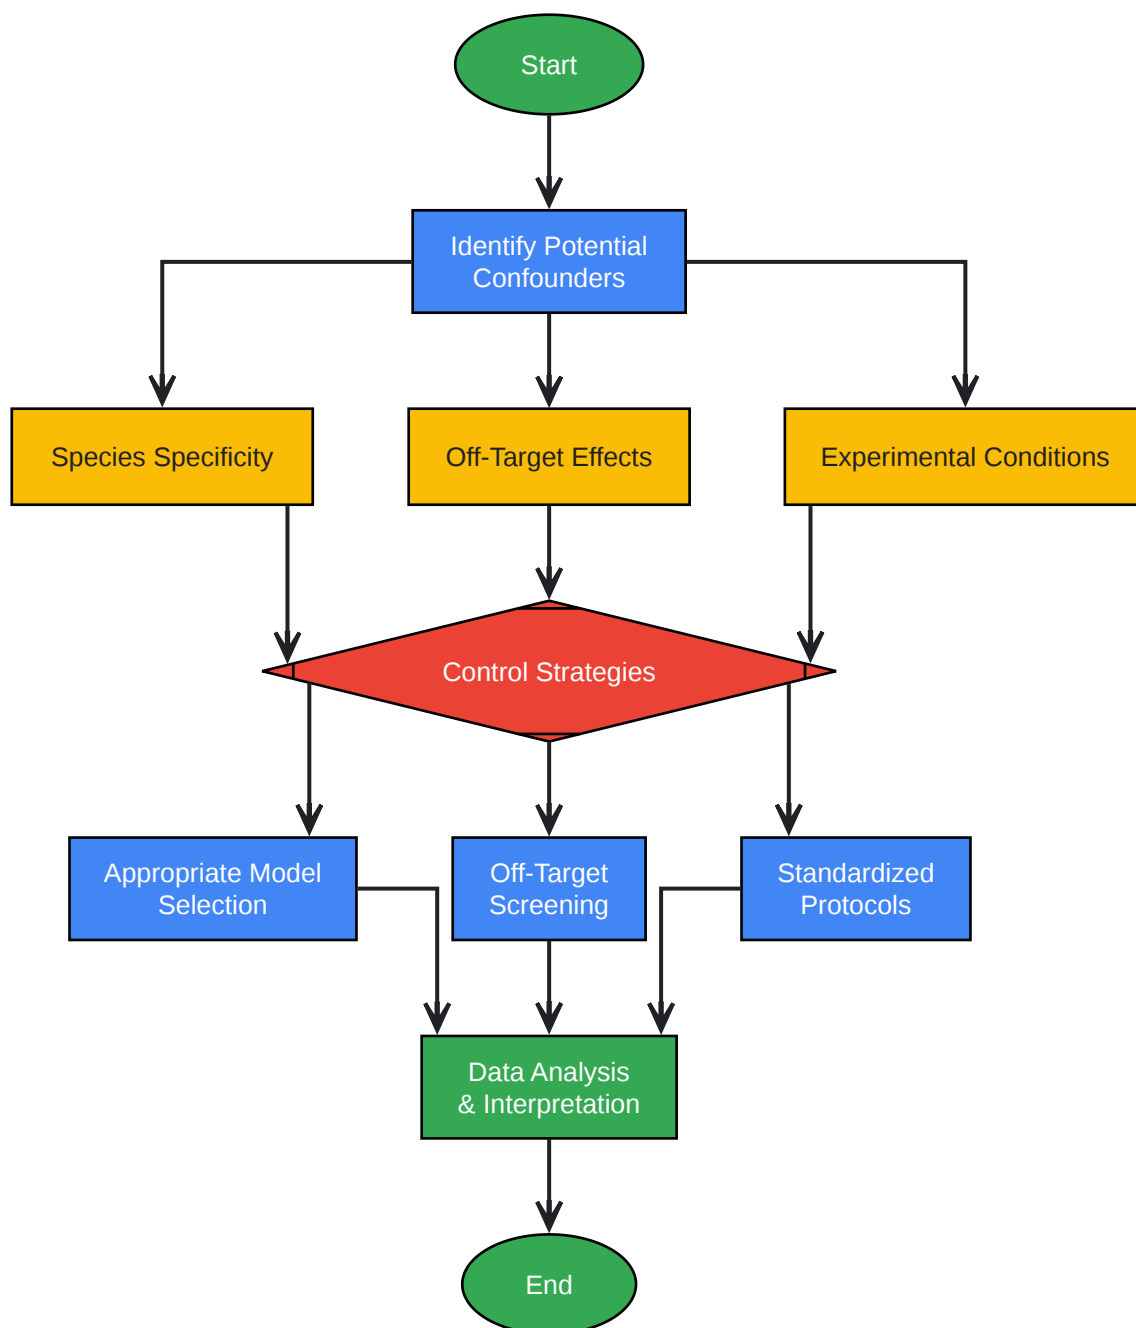 Start
Identify Potential
Confounders
Species Specificity
Off-Target Effects
Experimental Conditions
Control Strategies
Appropriate Model
Selection
Off-Target
Screening
Standardized
Protocols
Data Analysis
& Interpretation
End